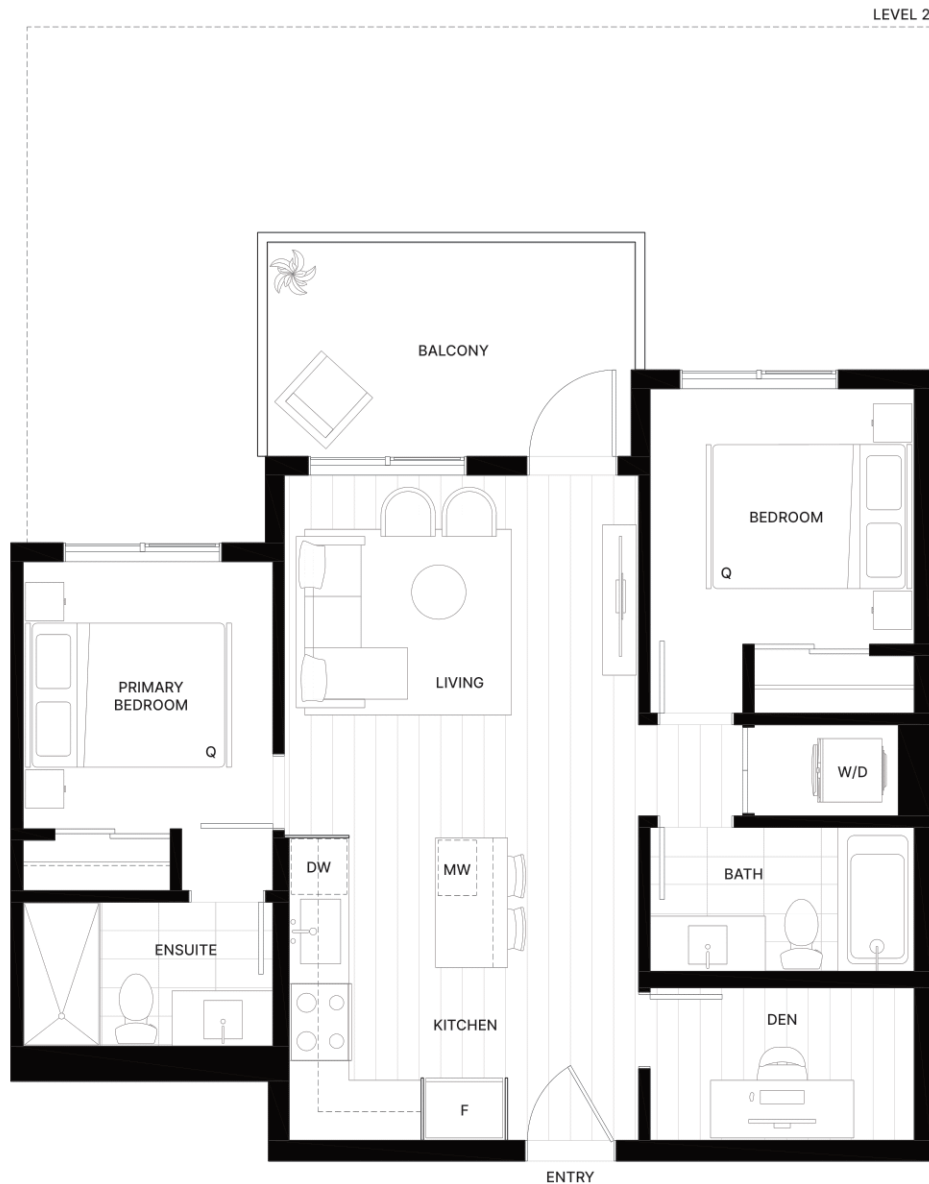 LEVEL 2
BALCONY
BEDROOM
Q
PRIMARY
BEDROOM
Q
LIVING
W/D
DW
MW
BATH
ENSUITE
KITCHEN
DEN
F
ENTRY